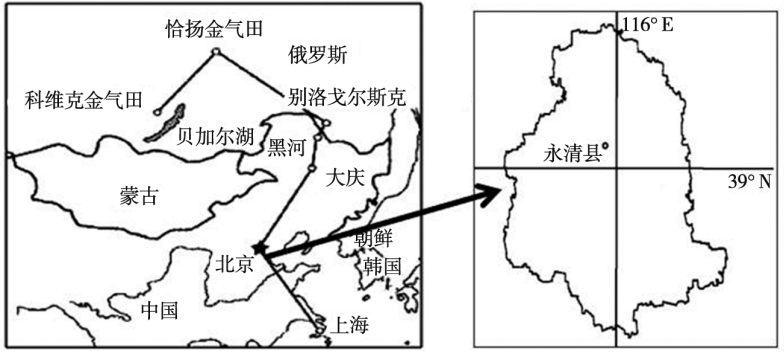 恰扬金气田
俄罗斯
科维克金气田
别洛戈尔斯克
贝加尔湖
黑河
大庆
蒙古
朝鲜
北京
韩国
中国
上海
116° E
永清县
39° N